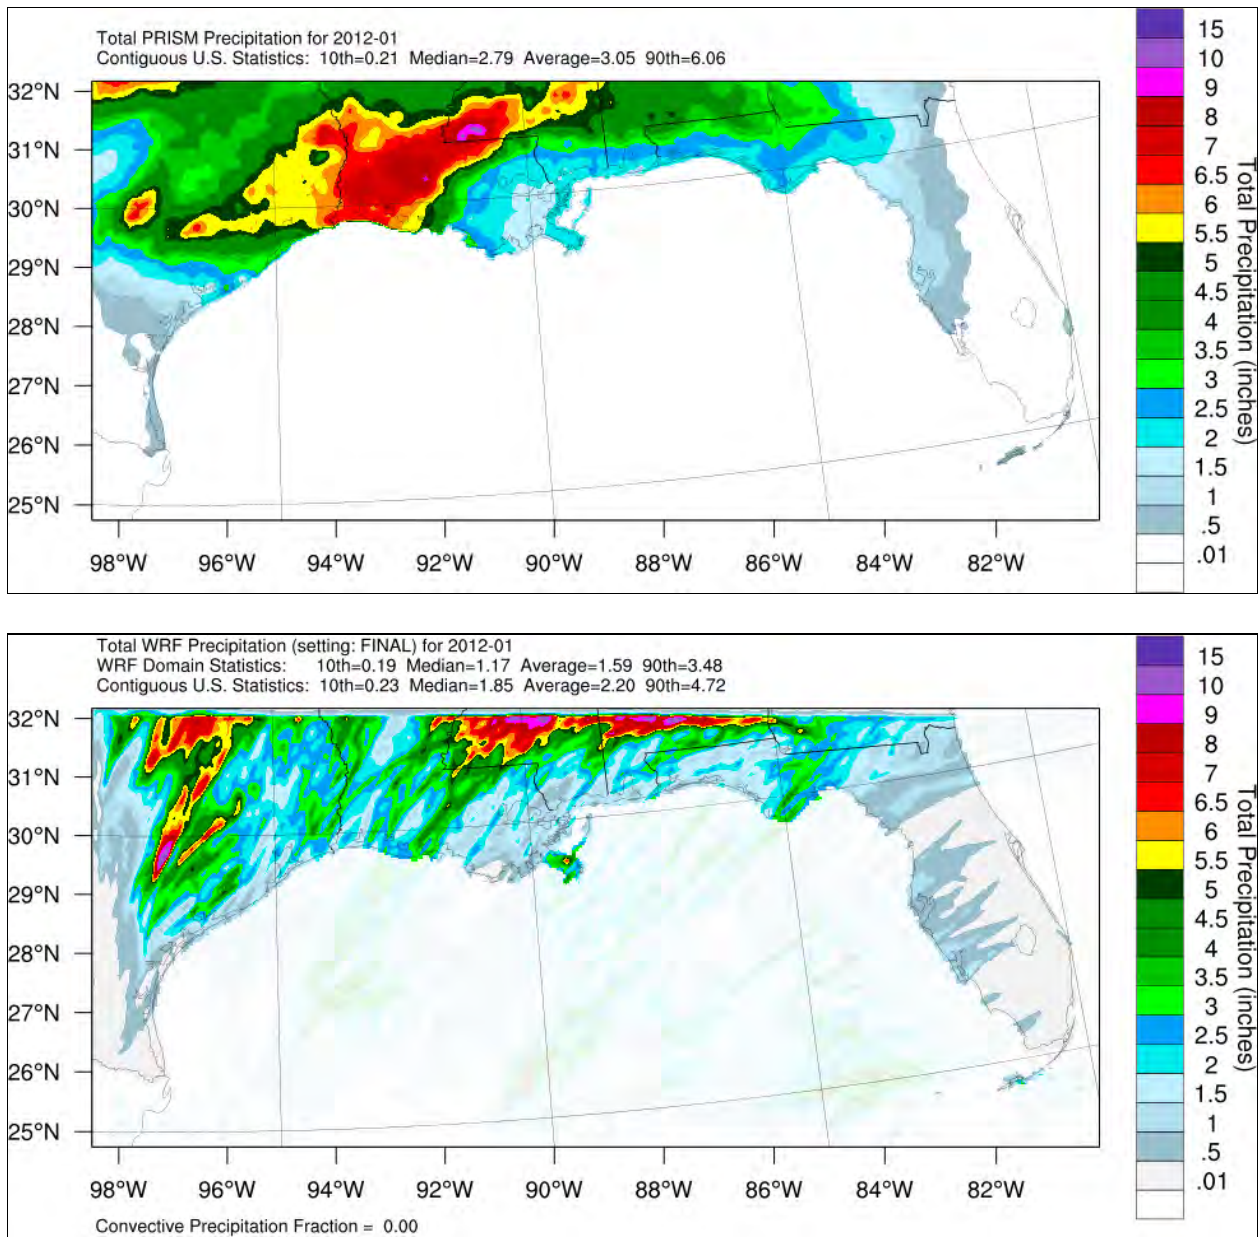 Total PRISM Precipitation for 2012-01
Contiguous U.S. Statistics: 10th=0.21 Median=2.79 Average=3.05 90th=6.06
32°N
31°N
30°N
29°N
28°N
27°N
26°N
25°N
98°W 96°W 94°W 92°W 90°W 88°W 86°W 84°W 82°W
15
10
9
8
7
6.5
6
5.5
5
4.5
4
3.5
3
2.5
2
1.5
1
.5
.01
Total Precipitation (inches)
Total WRF Precipitation (setting: FINAL) for 2012-01
WRF Domain Statistics: 10th=0.19 Median=1.17 Average=1.59 90th=3.48
Contiguous U.S. Statistics: 10th=0.23 Median=1.85 Average=2.20 90th=4.72
32°N
31°N
30°N
29°N
28°N
27°N
26°N
25°N
98°W 96°W 94°W 92°W 90°W 88°W 86°W 84°W 82°W
15
10
9
8
7
6.5
6
5.5
5
4.5
4
3.5
3
2.5
2
1.5
1
.5
.01
Total Precipitation (inches)
Convective Precipitation Fraction = 0.00